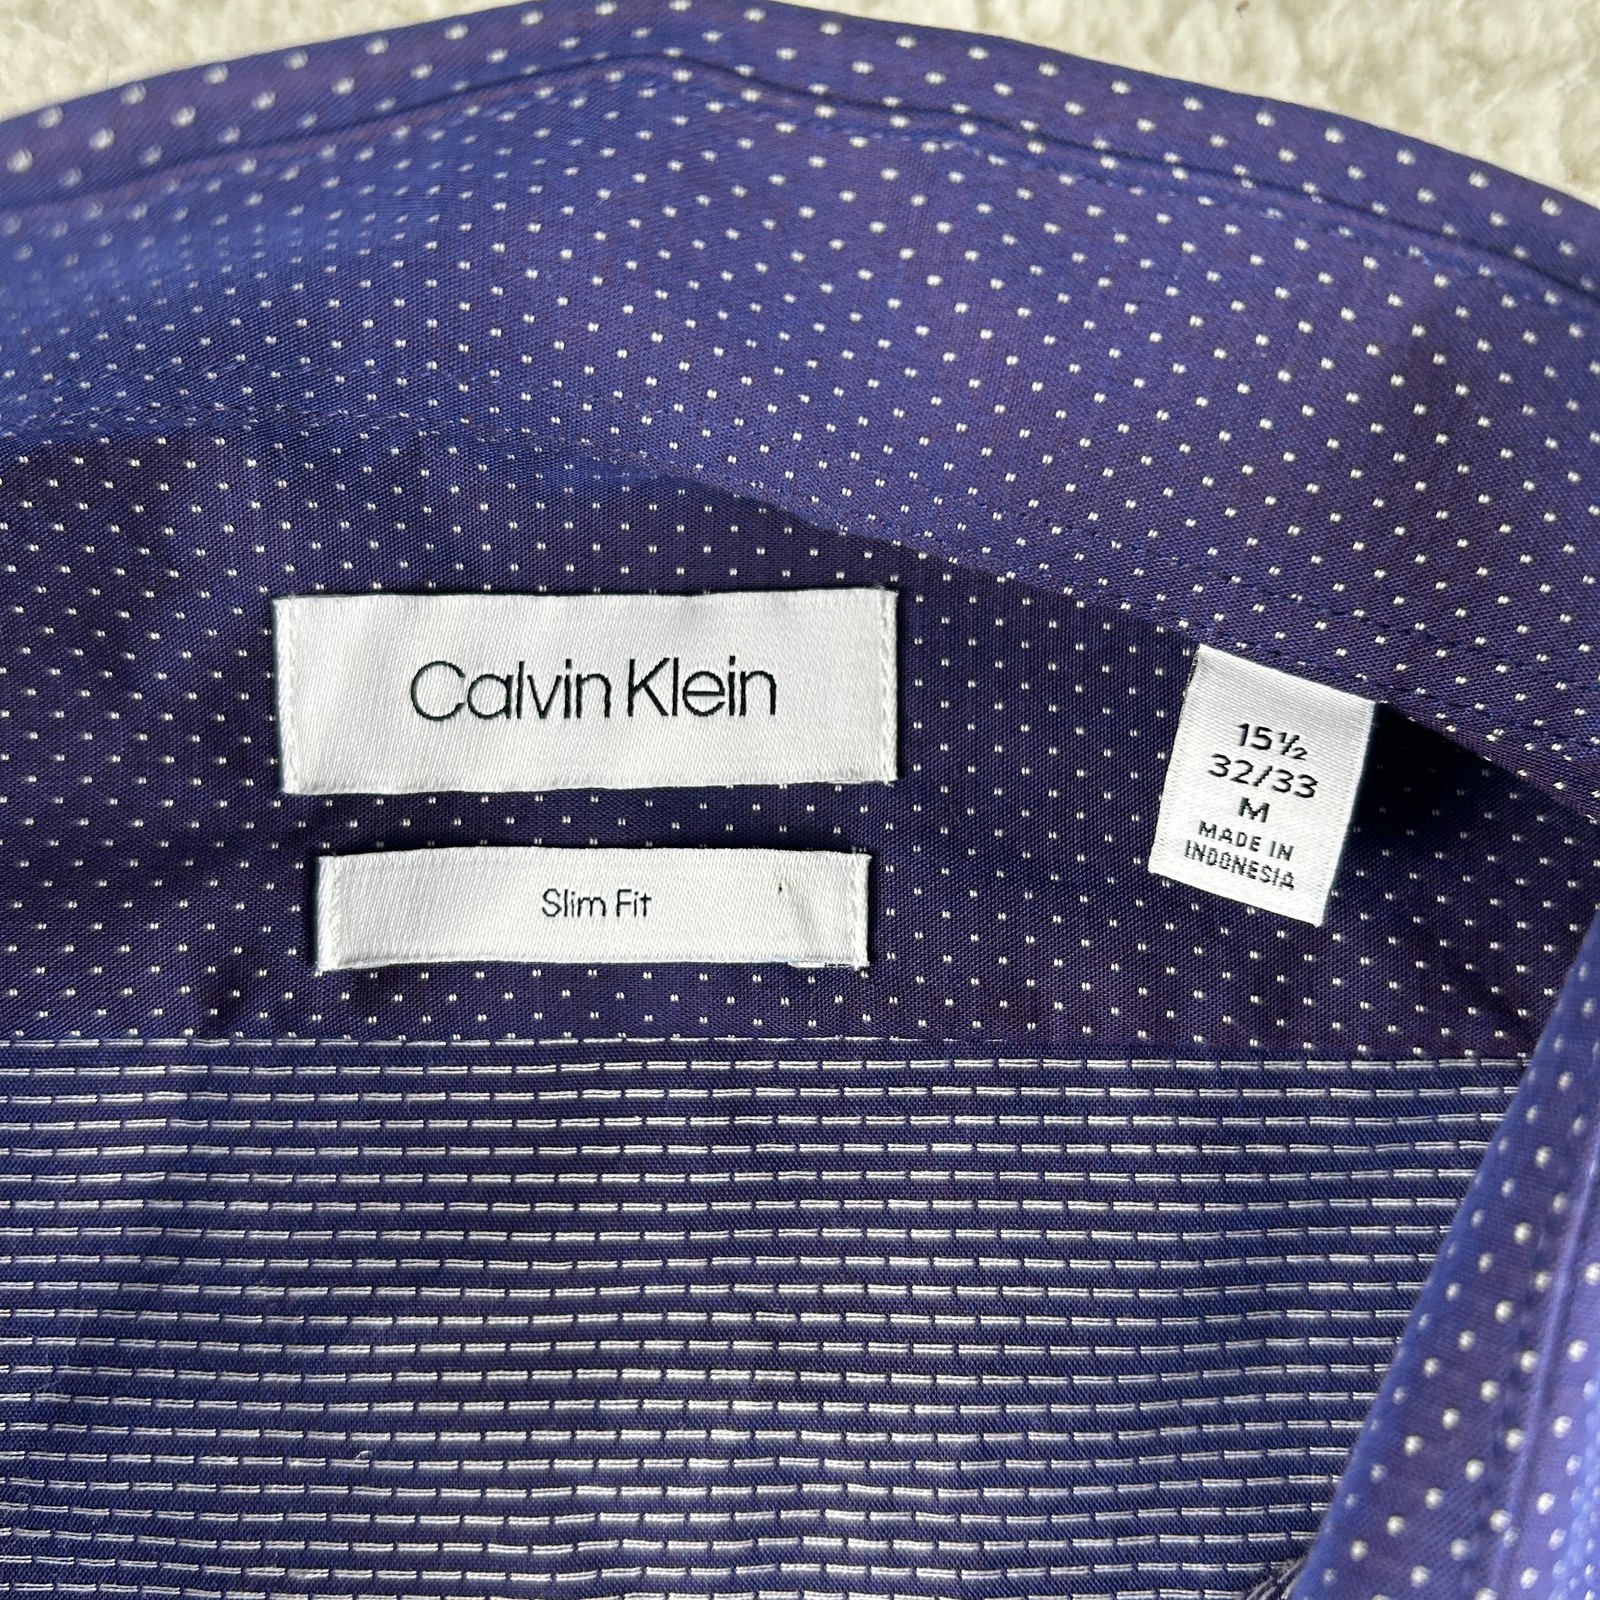 Calvin Klein
Slim Fit
15½
32/33
M
MADE IN
INDONESIA